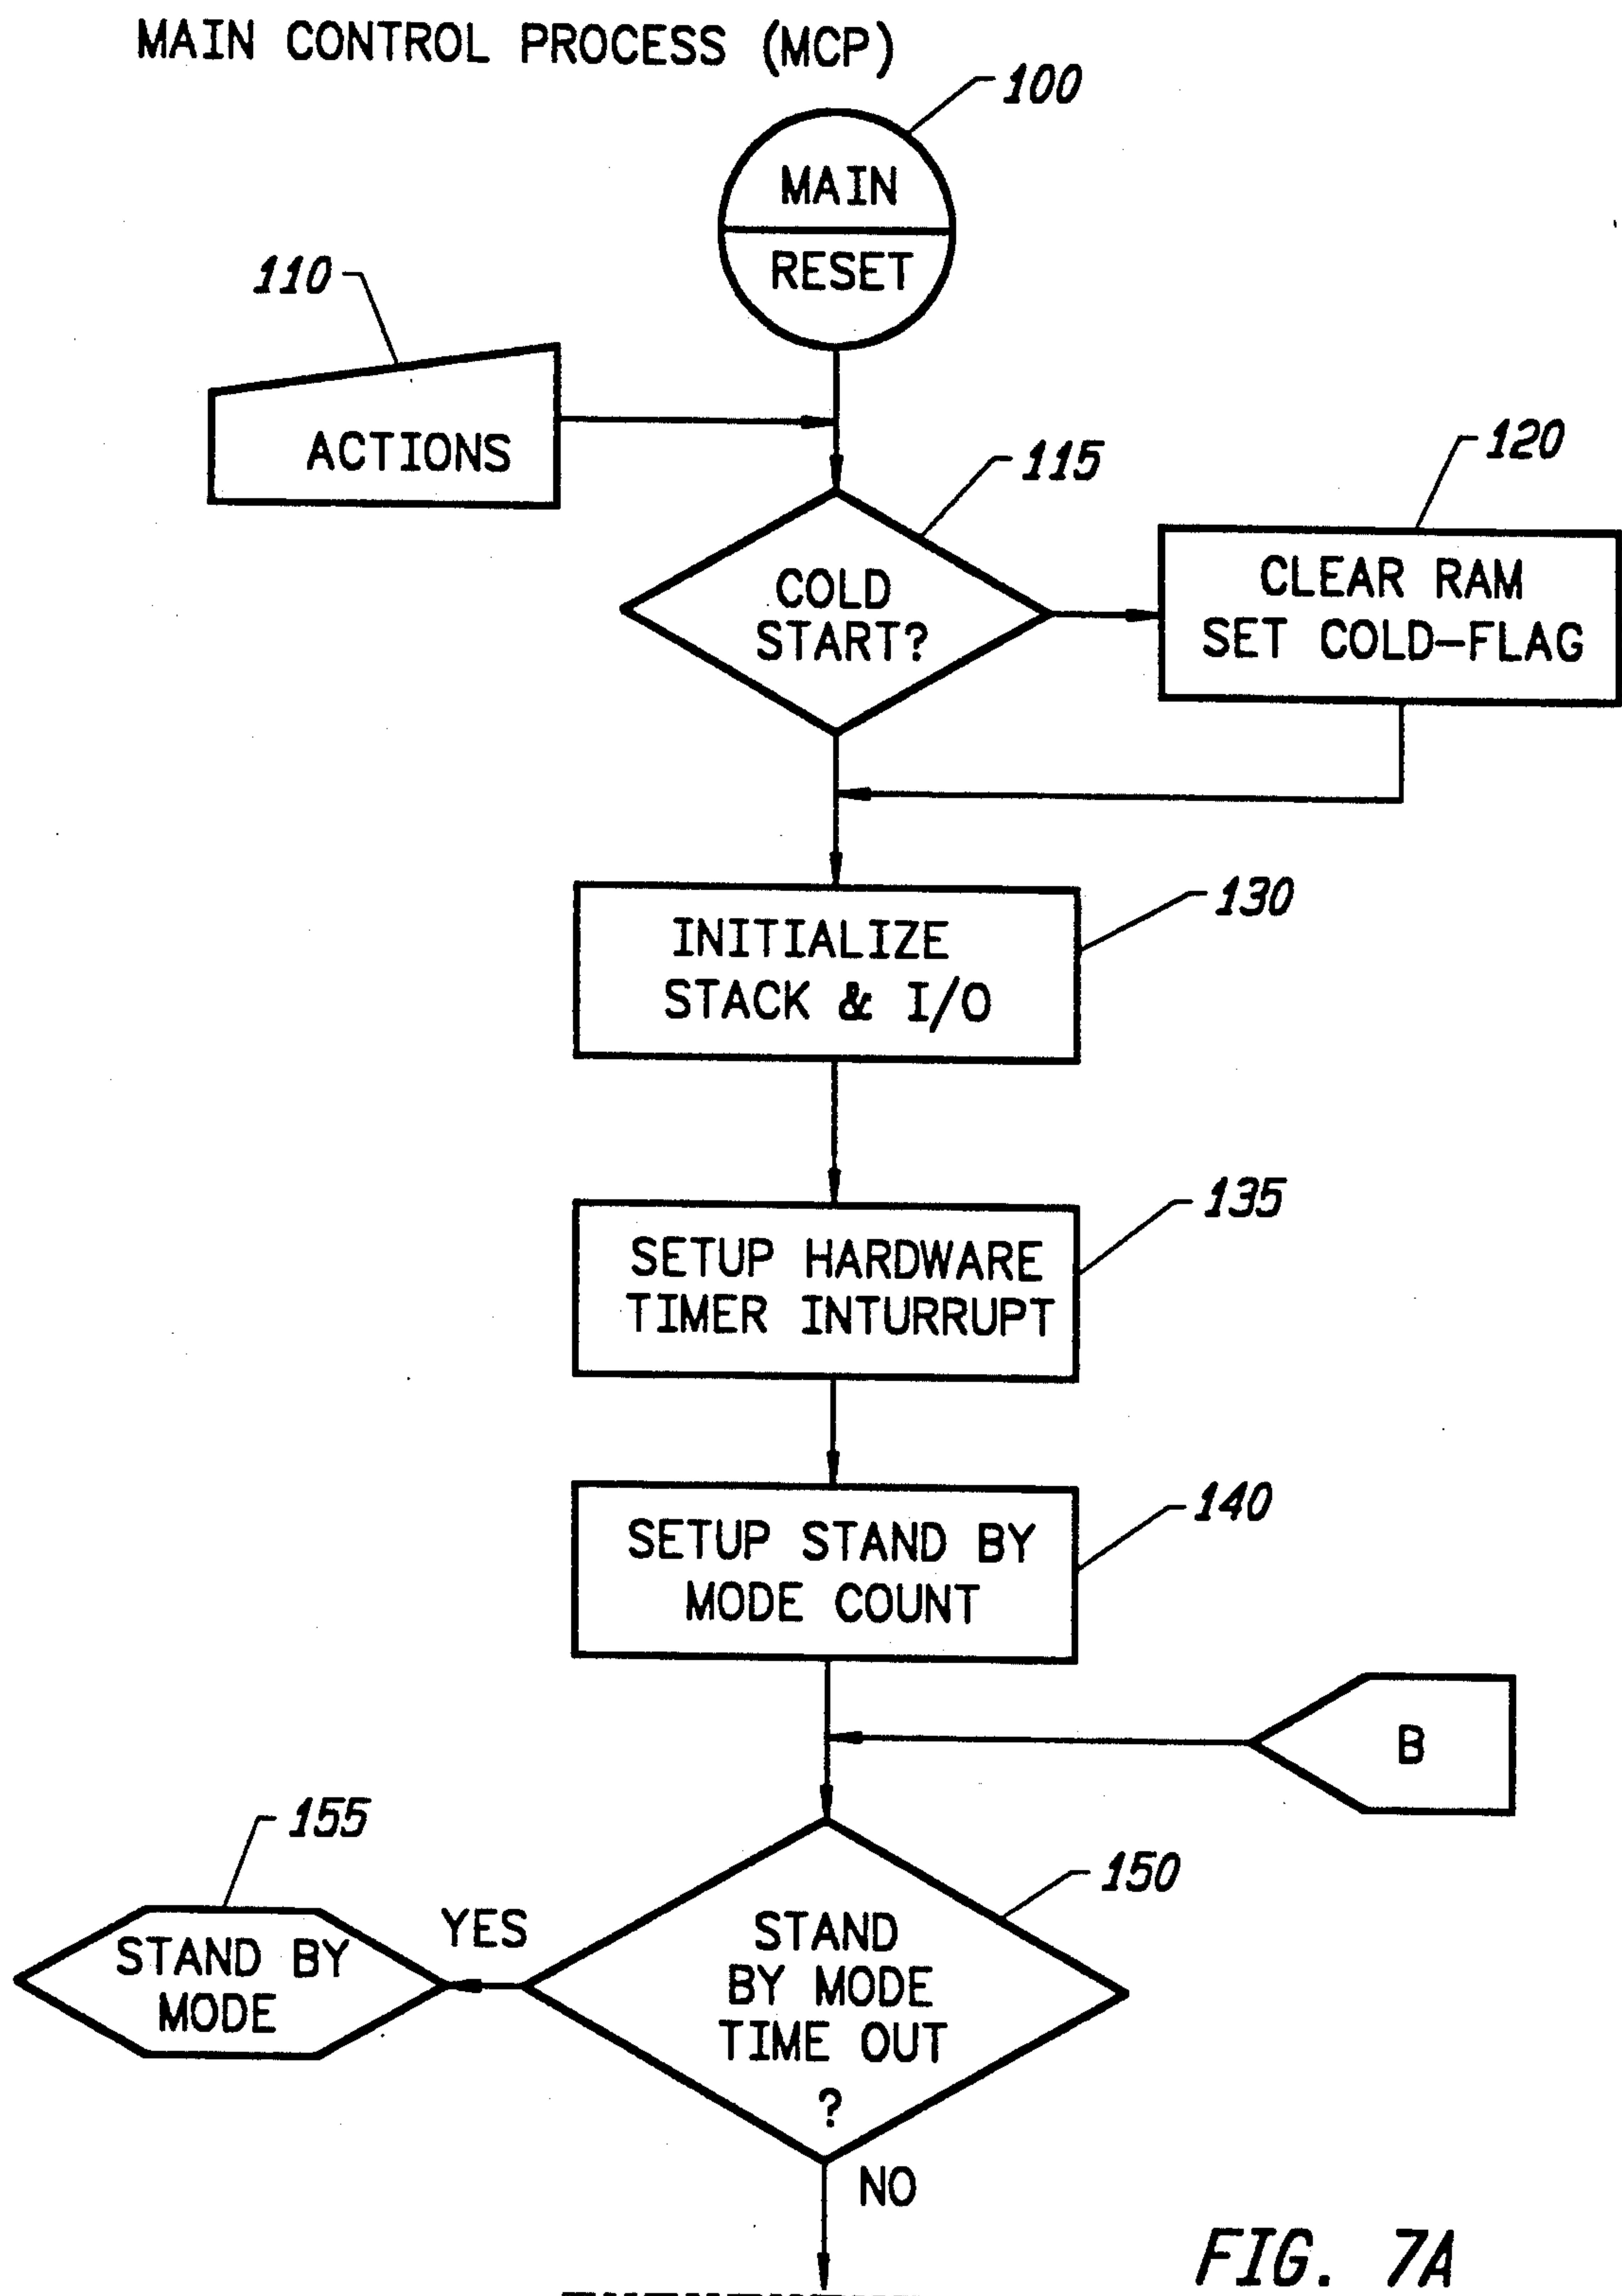 MAIN CONTROL PROCESS (MCP)
100
MAIN
RESET
110
ACTIONS
115
COLD
START?
120
CLEAR RAM
SET COLD-FLAG
130
INITIALIZE
STACK & I/O
135
SETUP HARDWARE
TIMER INTURRUPT
140
SETUP STAND BY
MODE COUNT
B
155
STAND BY
MODE
YES
150
STAND
BY MODE
TIME OUT
?
NO
FIG. 7A